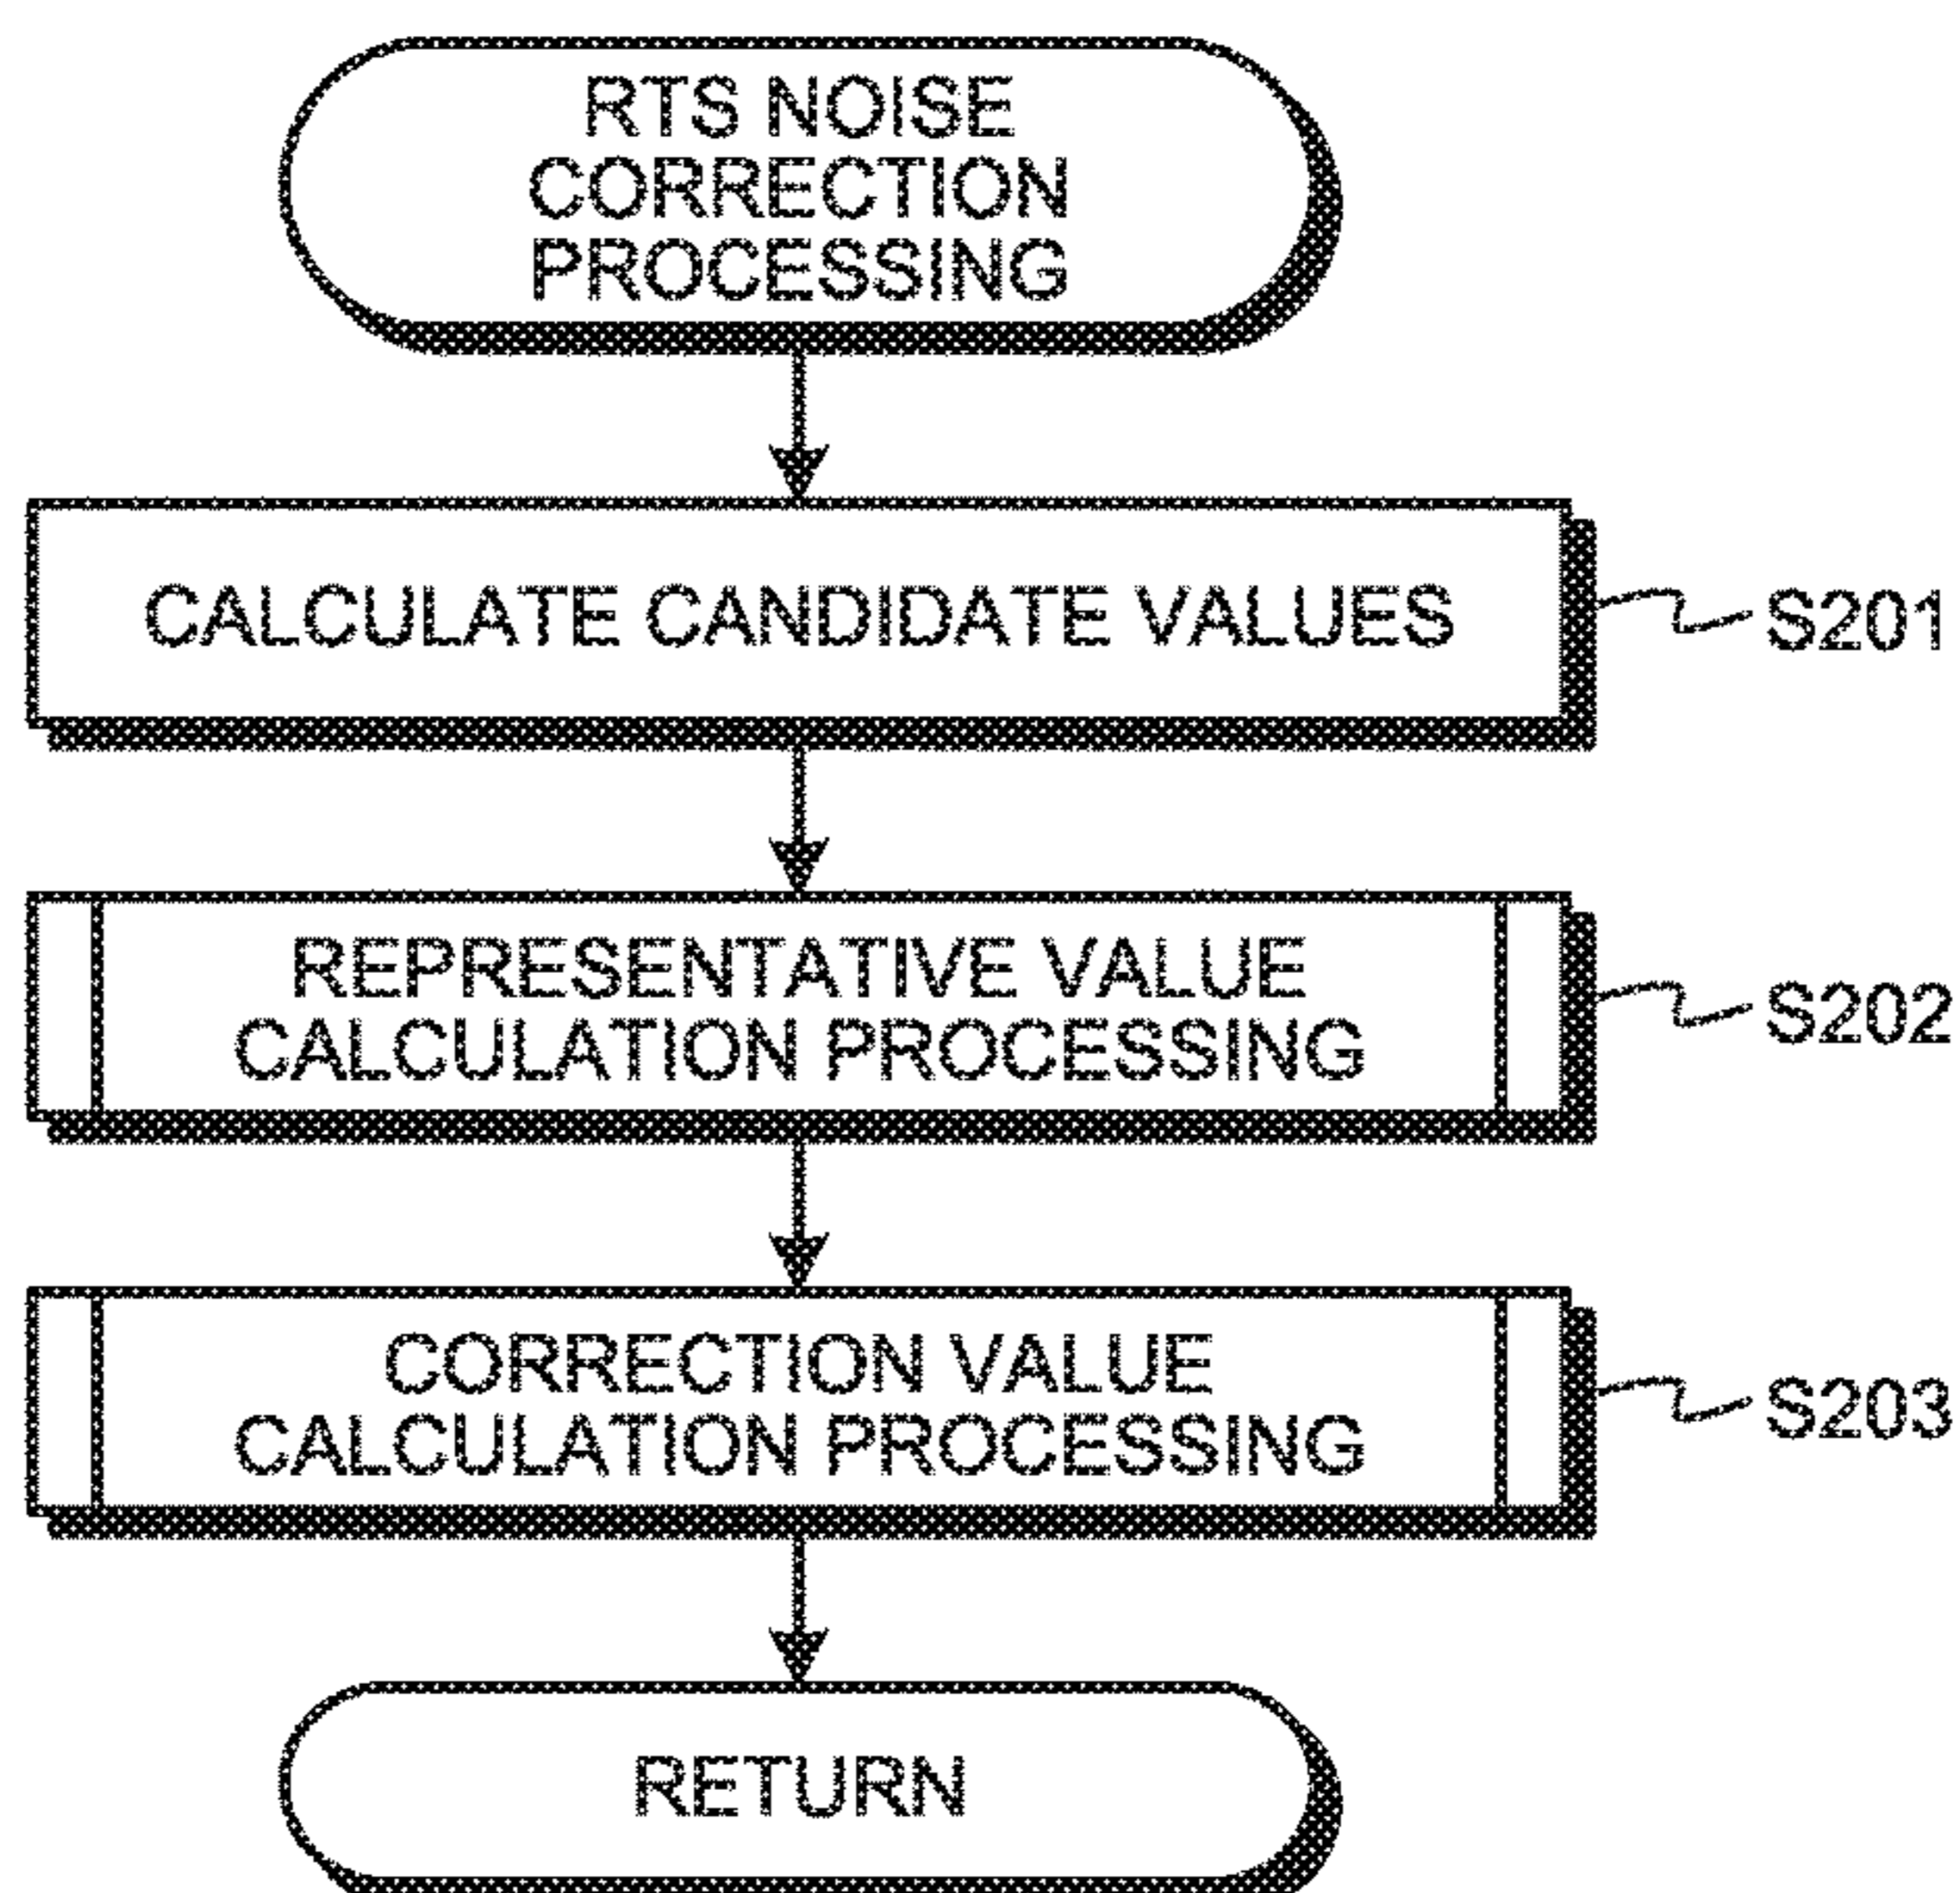 RTS NOISE
CORRECTION
PROCESSING
CALCULATE CANDIDATE VALUES
S201
REPRESENTATIVE VALUE
CALCULATION PROCESSING
S202
CORRECTION VALUE
CALCULATION PROCESSING
S203
RETURN